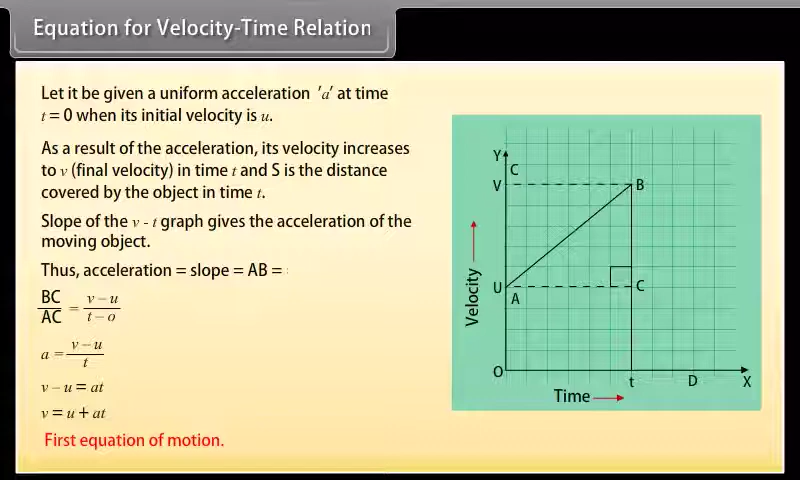 Equation for Velocity-Time Relation
Let it be given a uniform acceleration 'a' at time
t = 0 when its initial velocity is u.
As a result of the acceleration, its velocity increases
to v (final velocity) in time t and S is the distance
covered by the object in time t.
Slope of the v - t graph gives the acceleration of the
moving object.
Thus, acceleration = slope = AB =
BC/AC = v – u/t – o
a = v – u/t
v – u = at
v = u + at
First equation of motion.
Y
C
V
B
U
A
C
O
t
D
X
Velocity
Time